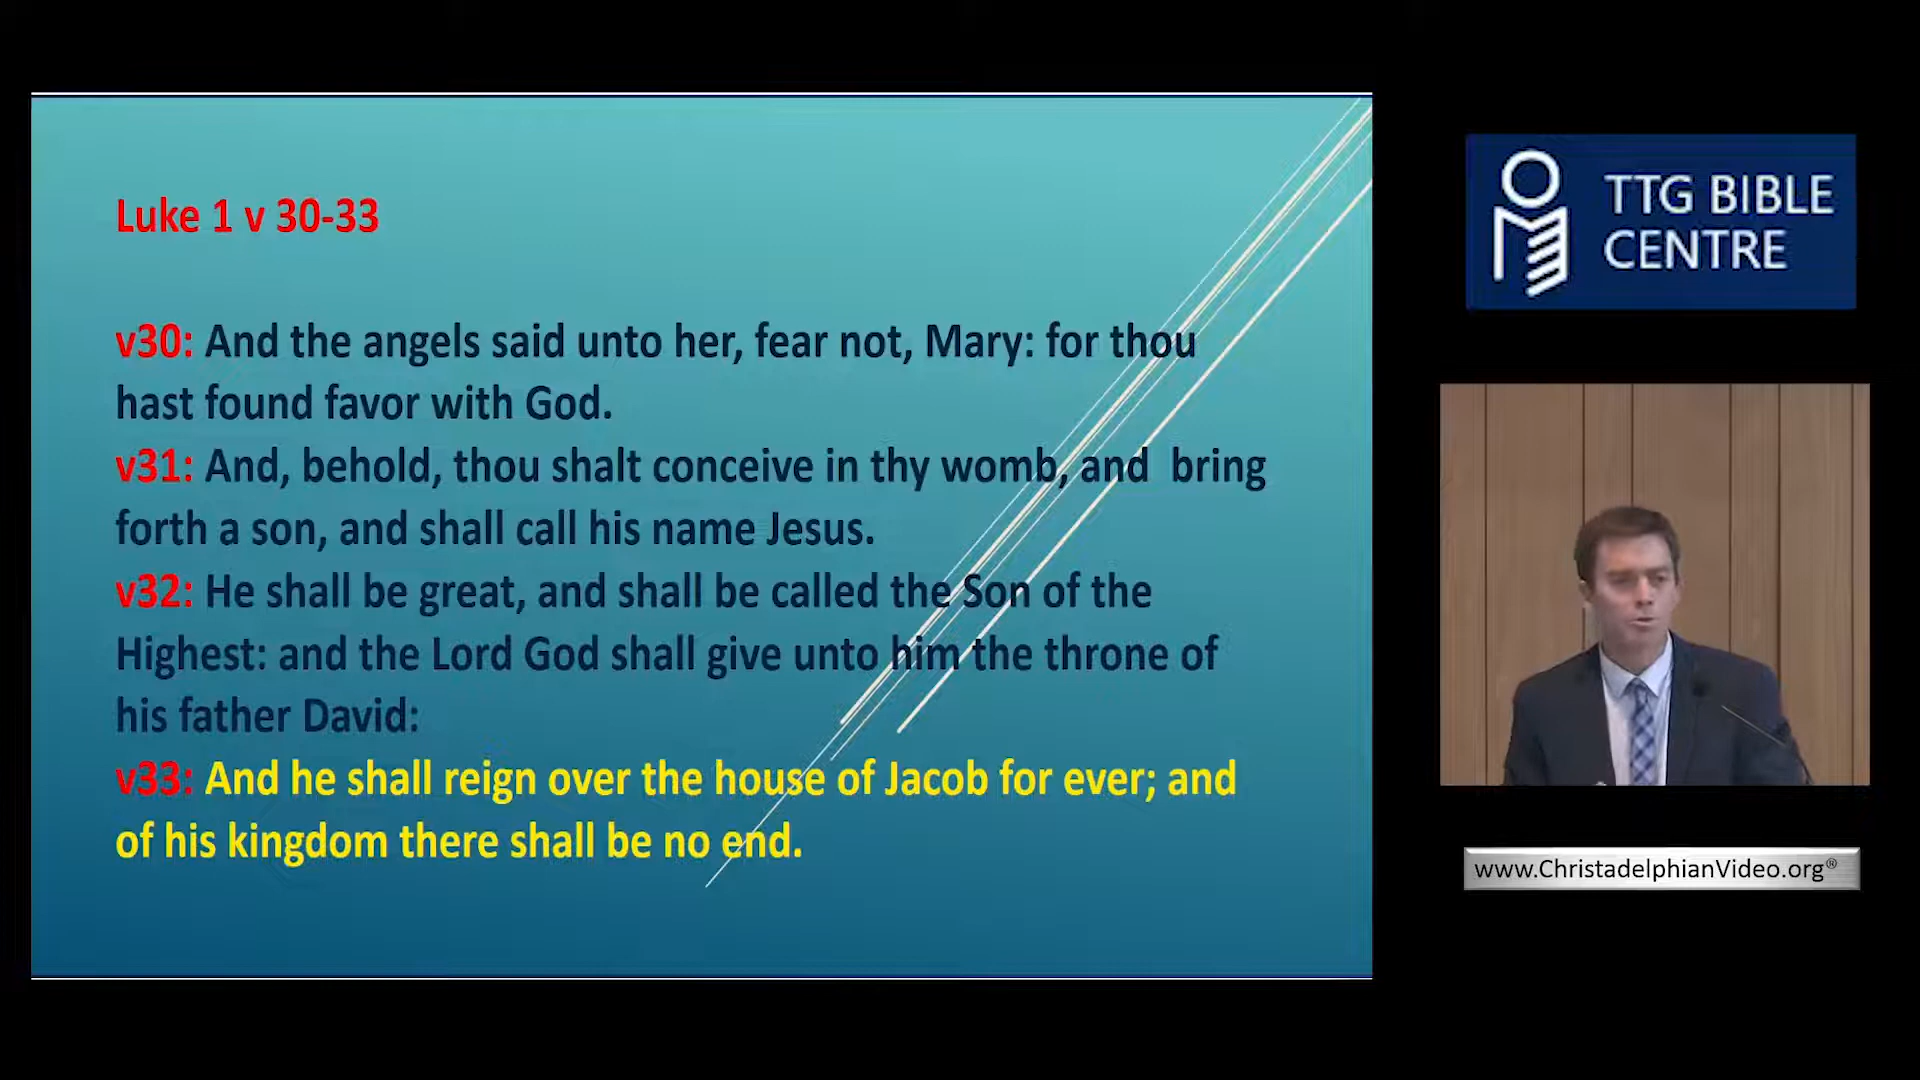 Luke 1 v 30-33
v30: And the angels said unto her, fear not, Mary: for thou
hast found favor with God.
v31: And, behold, thou shalt conceive in thy womb, and  bring
forth a son, and shall call his name Jesus.
v32: He shall be great, and shall be called the Son of the
Highest: and the Lord God shall give unto him the throne of
his father David:
v33: And he shall reign over the house of Jacob for ever; and
of his kingdom there shall be no end.
TTG BIBLE
CENTRE
www.ChristadelphianVideo.org®